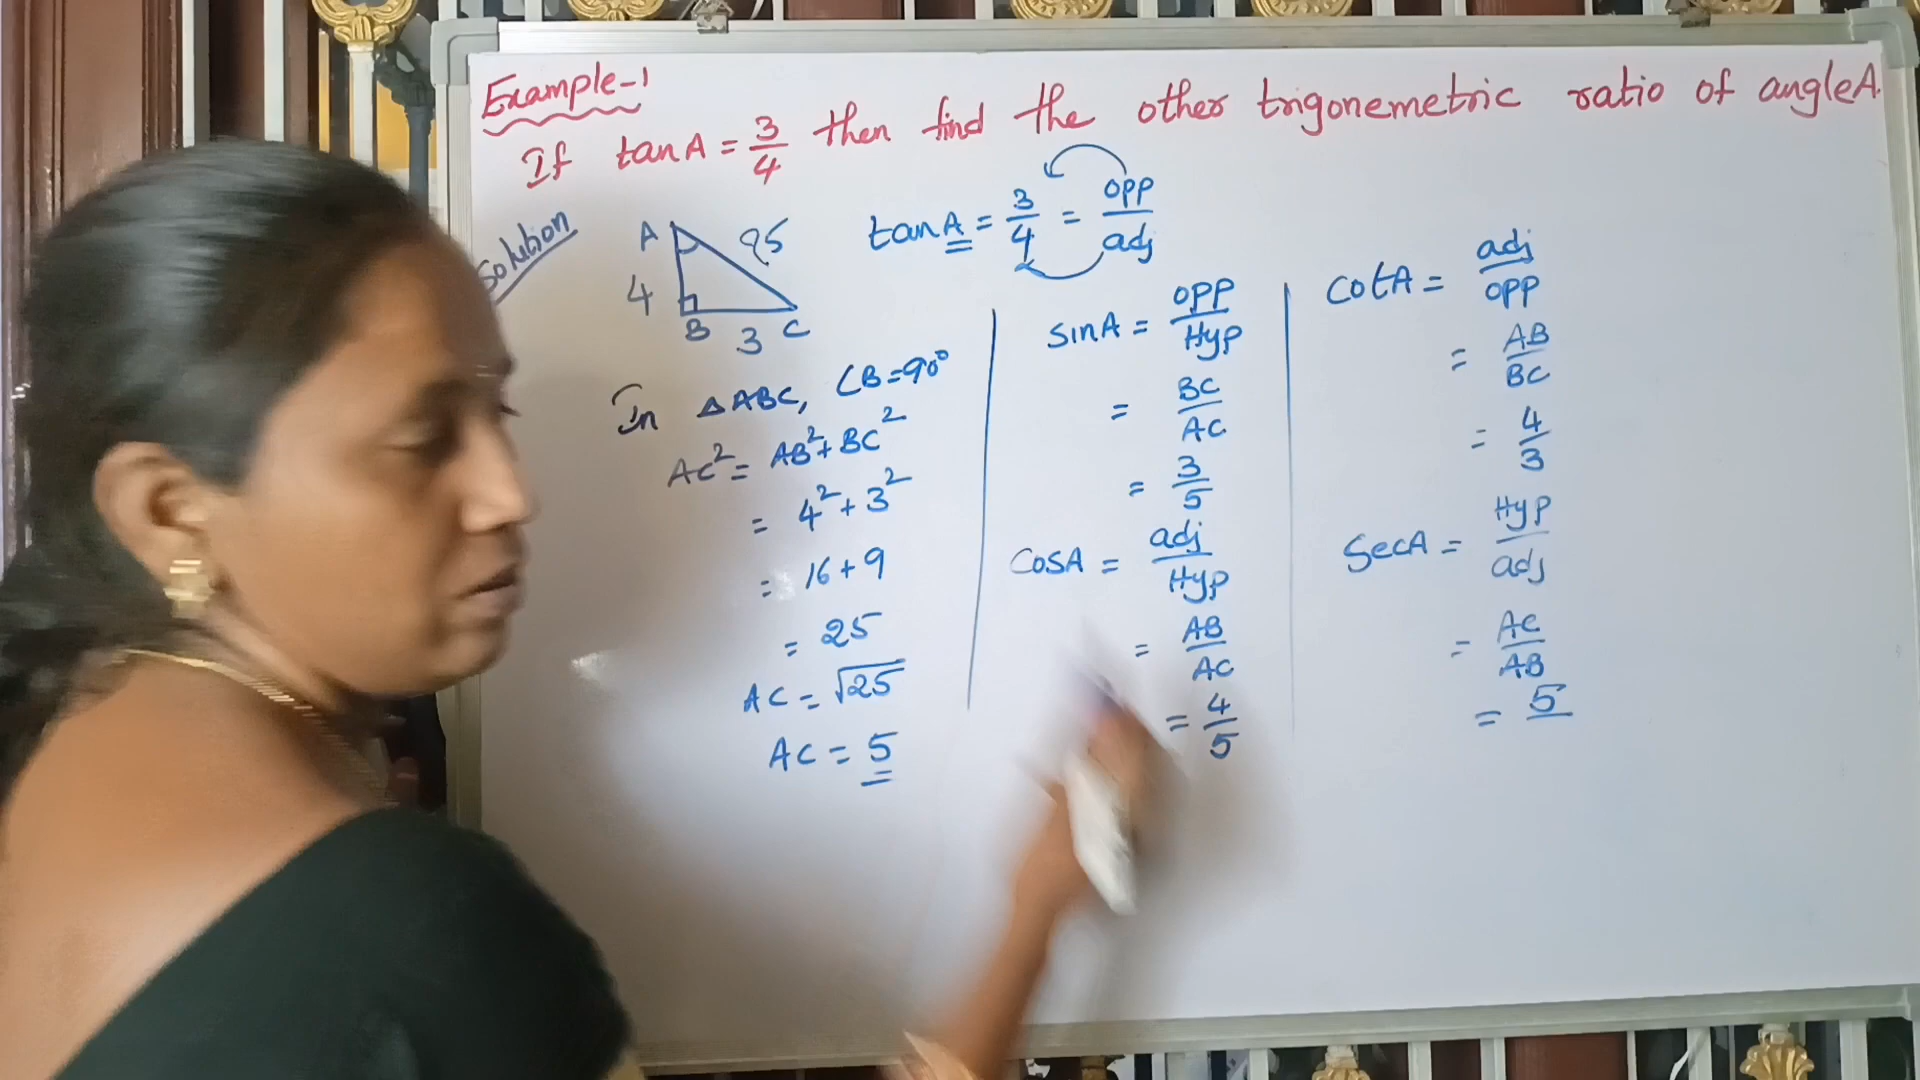 Example-1
If tanA = 3/4 then find the other trigonemetric ratio of angleA.
Solution
A
4
B
3
C
5
tanA = 3/4 = opp/adj
In △ABC, ∠B=90°
AC² = AB²+BC²
= 4²+3²
= 16+9
= 25
AC = √25
AC = 5
sinA = opp/Hyp
= BC/AC
= 3/5
CosA = adj/Hyp
= AB/AC
= 4/5
CotA = adj/opp
= AB/BC
= 4/3
SecA = Hyp/adj
= AC/AB
= 5/